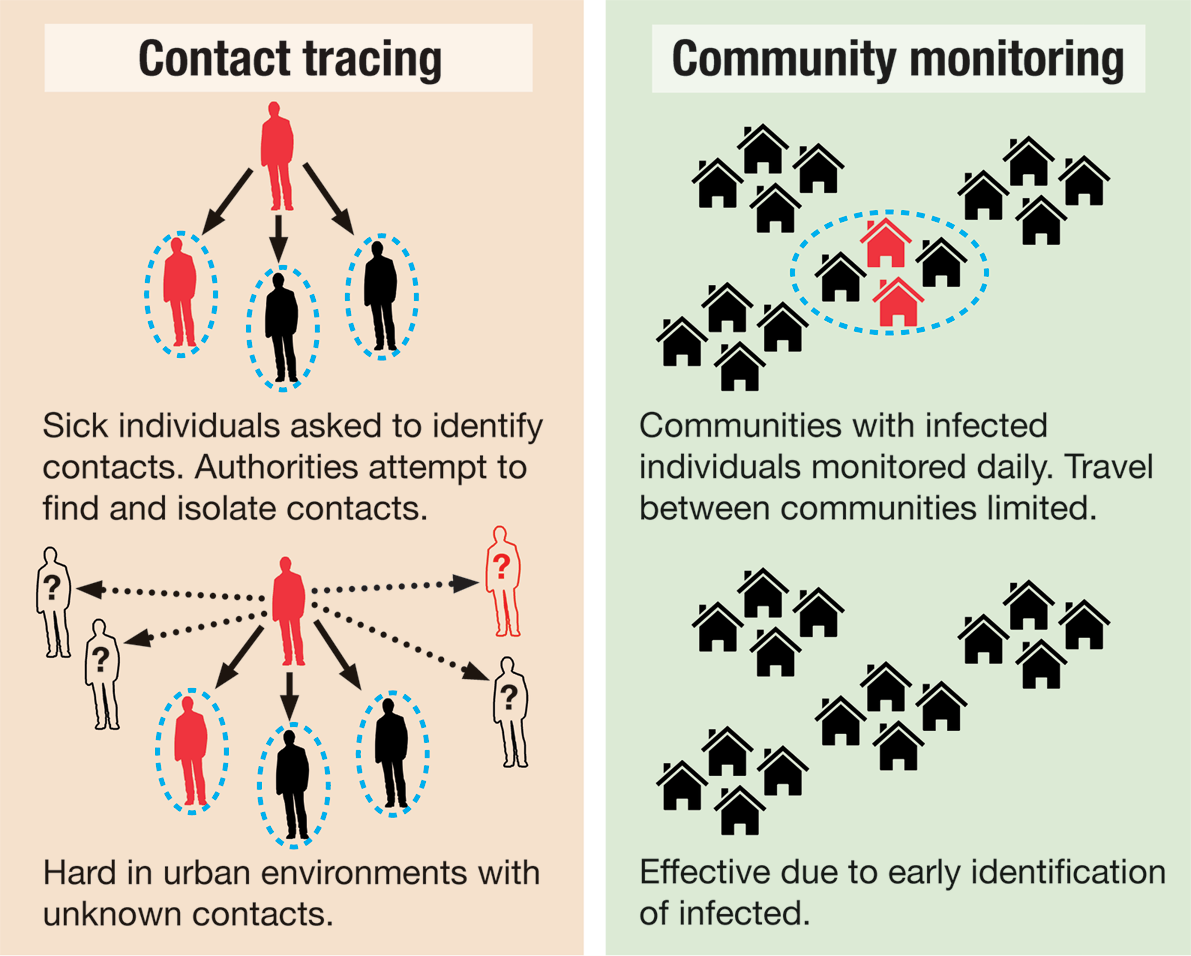 Contact tracing
Sick individuals asked to identify
contacts. Authorities attempt to
find and isolate contacts.
?
?
?
?
Hard in urban environments with
unknown contacts.
Community monitoring
Communities with infected
individuals monitored daily. Travel
between communities limited.
Effective due to early identification
of infected.